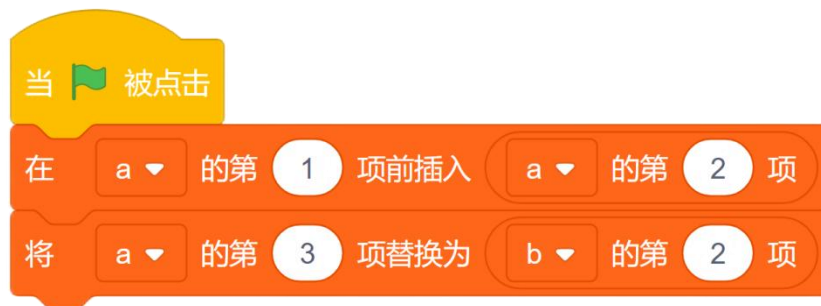 当 被点击
在 a 的第 1 项前插入 a 的第 2 项
将 a 的第 3 项替换为 b 的第 2 项